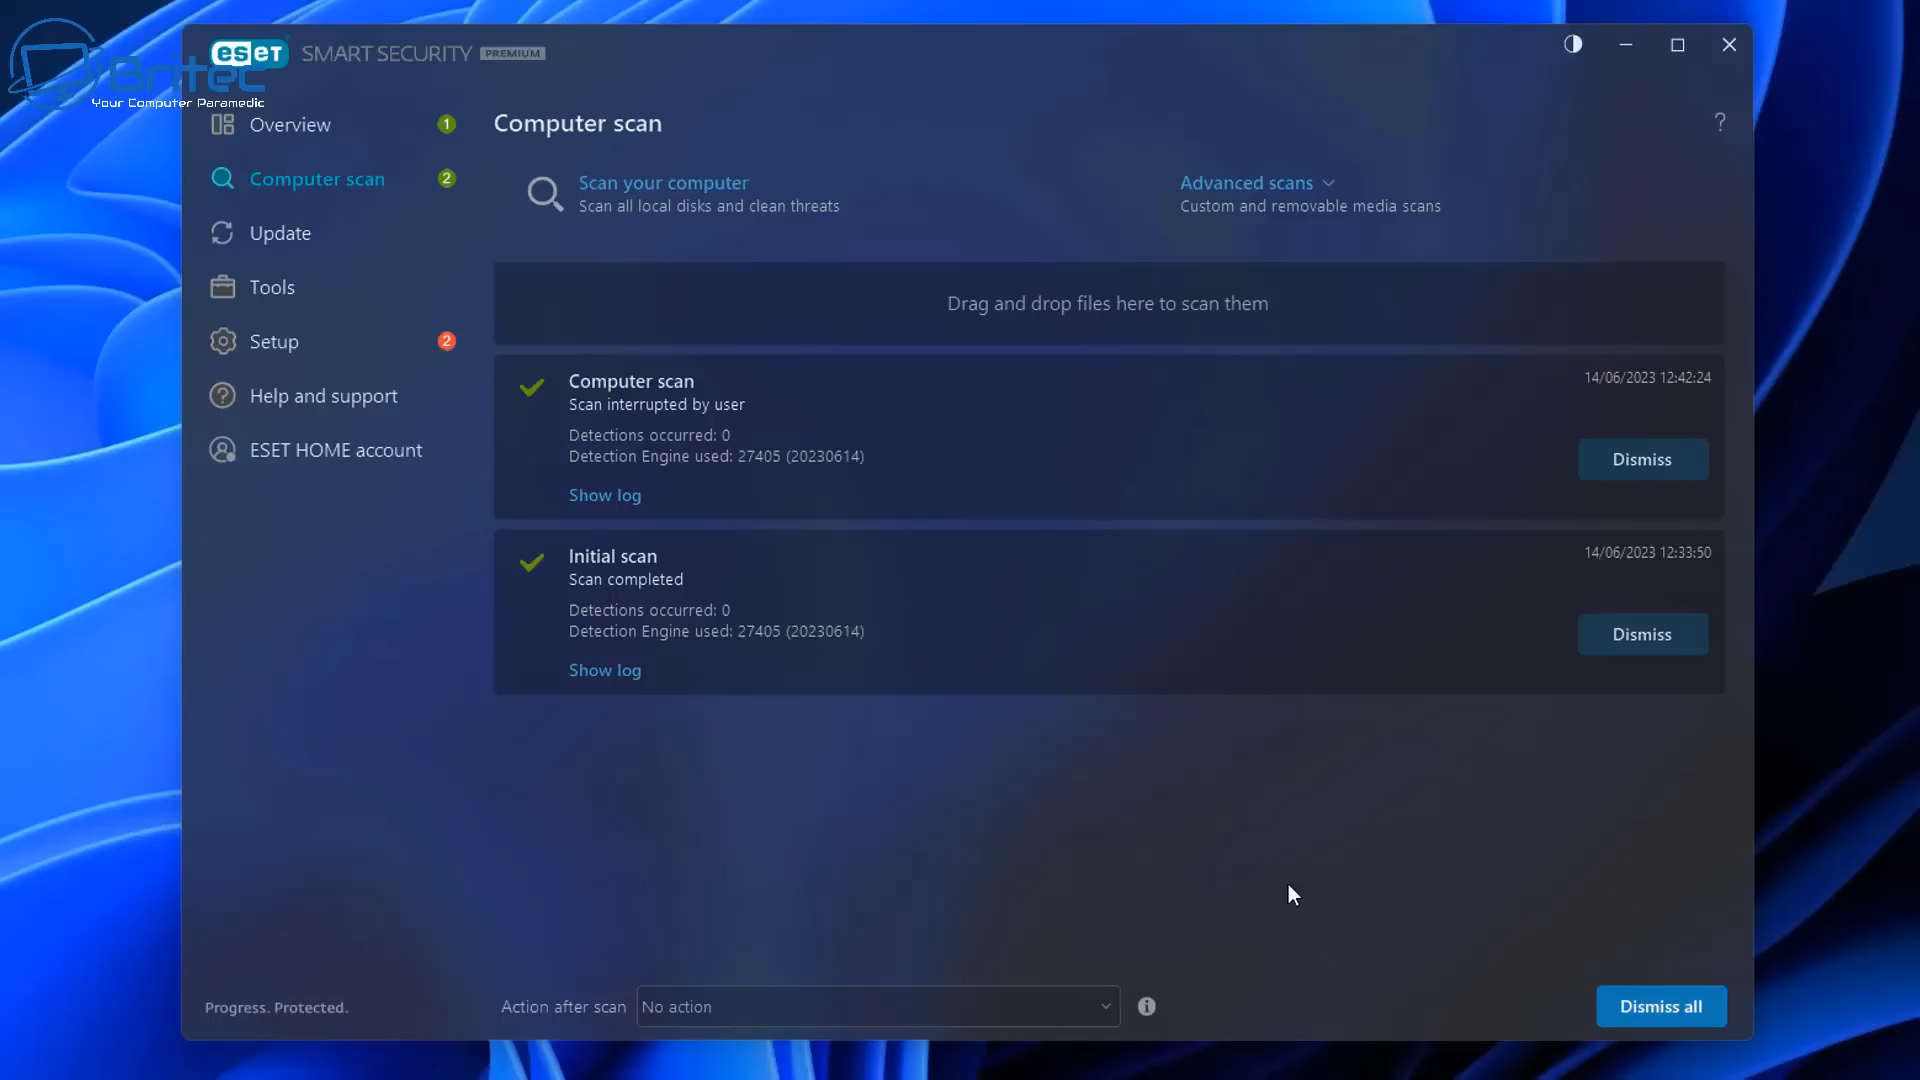 Britec
Your Computer Paramedic
eset SMART SECURITY PREMIUM
Overview 1
Computer scan 2
Update
Tools
Setup 2
Help and support
ESET HOME account
Progress. Protected.
Computer scan ?
Scan your computer
Scan all local disks and clean threats
Advanced scans
Custom and removable media scans
Drag and drop files here to scan them
Computer scan 14/06/2023 12:42:24
Scan interrupted by user
Detections occurred: 0
Detection Engine used: 27405 (20230614)
Dismiss
Show log
Initial scan 14/06/2023 12:33:50
Scan completed
Detections occurred: 0
Detection Engine used: 27405 (20230614)
Dismiss
Show log
Action after scan No action
Dismiss all